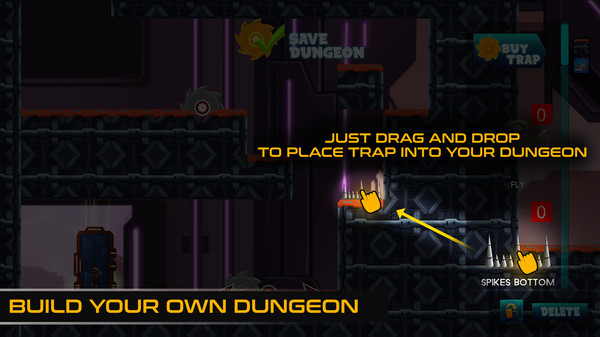 SAVE
DUNGEON
BUY
TRAP
0
JUST DRAG AND DROP
TO PLACE TRAP INTO YOUR DUNGEON
FLY
0
SPIKES BOTTOM
BUILD YOUR OWN DUNGEON
DELETE